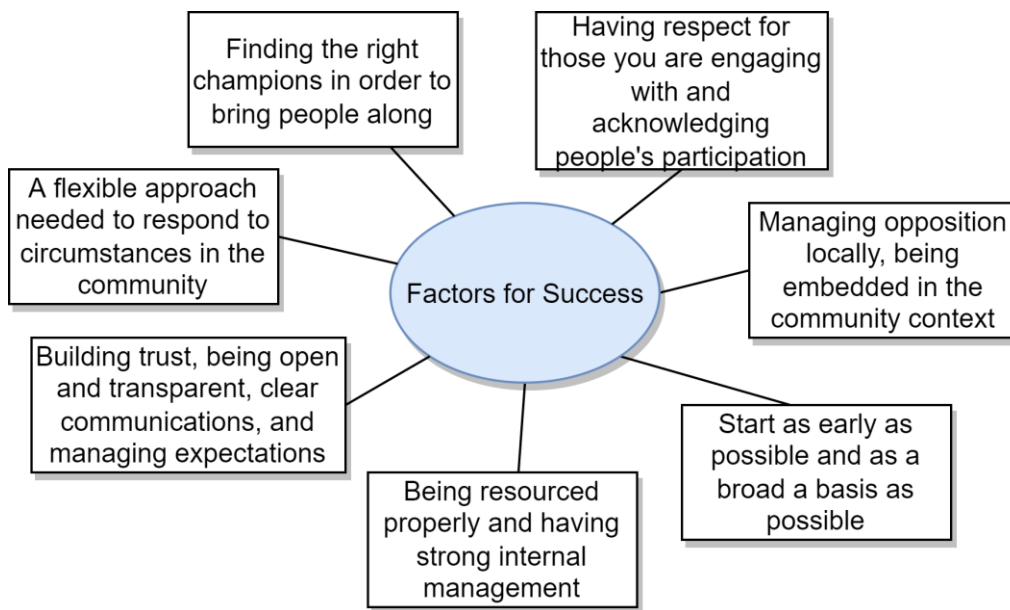 Finding the right
champions in order to
bring people along
Having respect for
those you are engaging
with and
acknowledging
people's participation
A flexible approach
needed to respond to
circumstances in the
community
Managing opposition
locally, being
embedded in the
community context
Factors for Success
Building trust, being open
and transparent, clear
communications, and
managing expectations
Start as early as
possible and as a
broad a basis as
possible
Being resourced
properly and having
strong internal
management